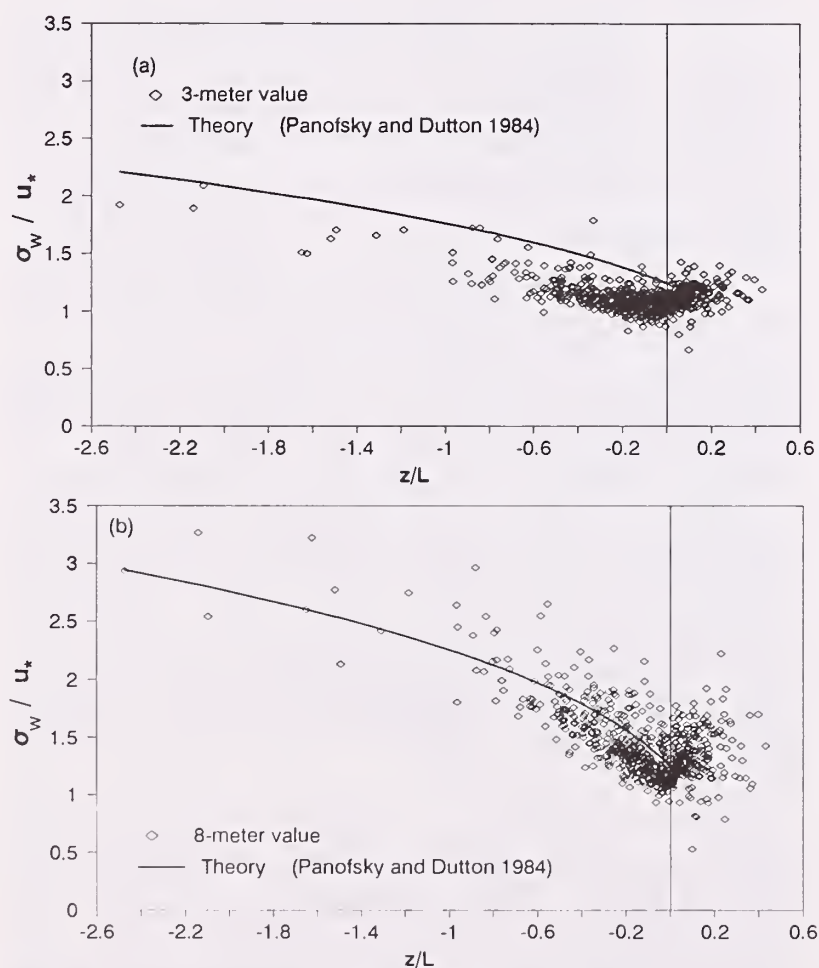 3.5
(a)
3
◇ 3-meter value
2.5
— Theory (Panofsky and Dutton 1984)
2
σw / u*
1.5
1
0.5
0
-2.6 -2.2 -1.8 -1.4 -1 -0.6 -0.2 0.2 0.6
z/L
3.5
(b)
3
2.5
2
σw / u*
1.5
1
◇ 8-meter value
0.5
— Theory (Panofsky and Dutton 1984)
0
-2.6 -2.2 -1.8 -1.4 -1 -0.6 -0.2 0.2 0.6
z/L